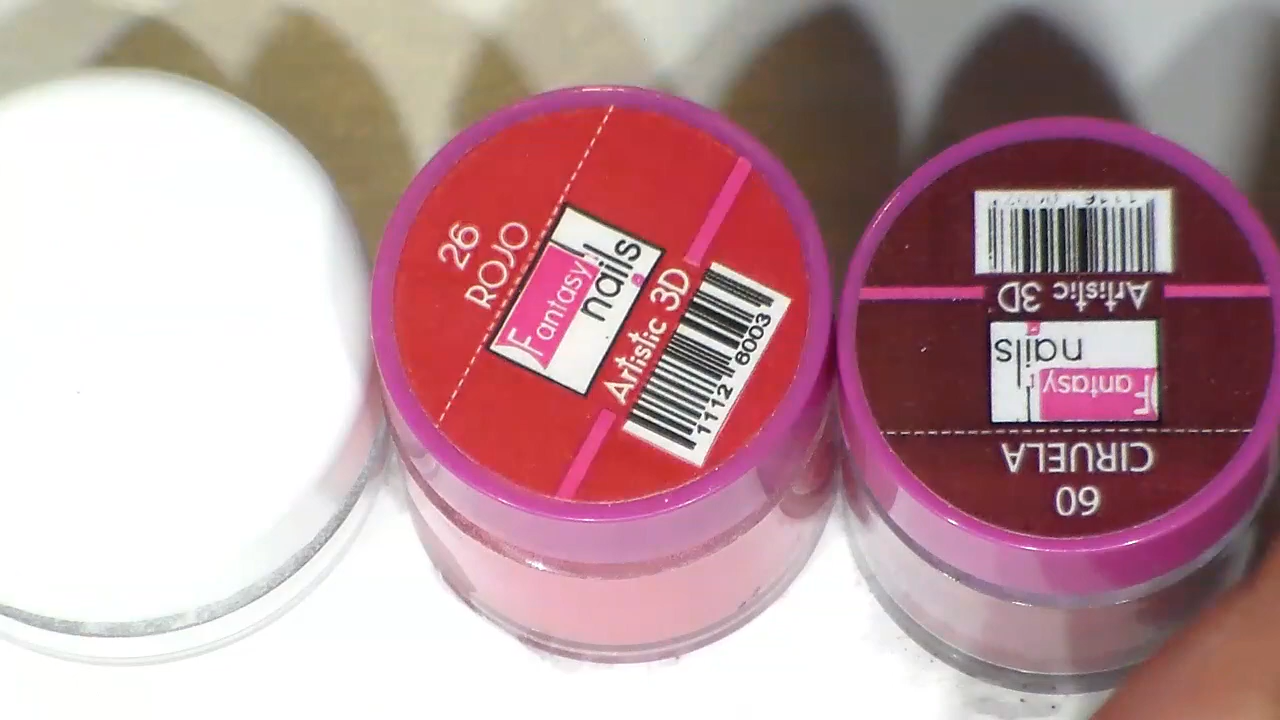 26
ROJO
Fantasy
nails
Artistic 3D
1112 6003
60
CIRUELA
Fantasy
nails
Artistic 3D